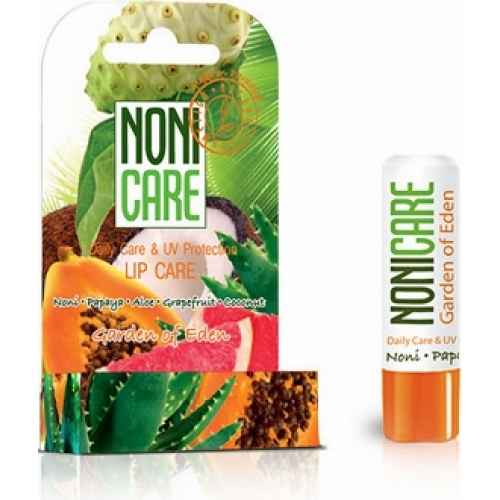 NONI
CARE
Daily Care & UV Protection
LIP CARE
Noni • Papaya • Aloe • Grapefruit • Coconut
Garden of Eden
NONICARE
Garden of Eden
Daily Care & UV
Noni • Papa